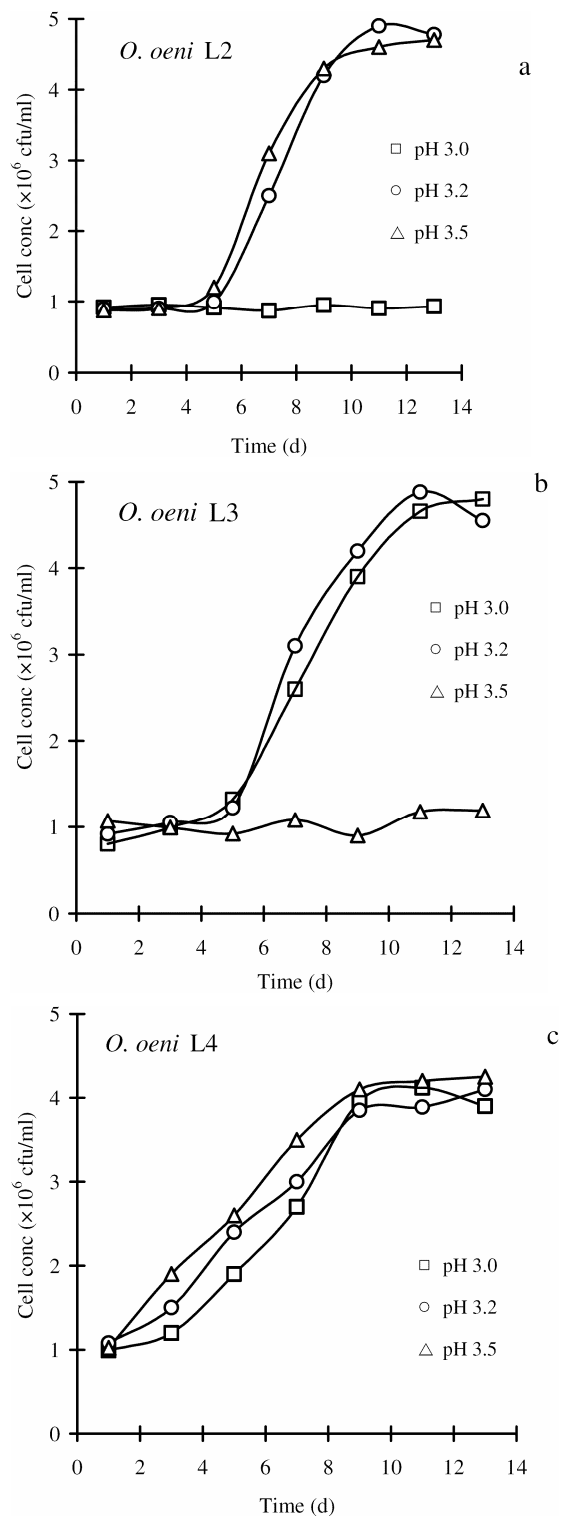 5
O. oeni L2
a
4
pH 3.0
3
pH 3.2
pH 3.5
2
1
0
Cell conc (×10⁶ cfu/ml)
0 2 4 6 8 10 12 14
Time (d)
5
O. oeni L3
b
4
pH 3.0
3
pH 3.2
pH 3.5
2
1
0
Cell conc (×10⁶ cfu/ml)
0 2 4 6 8 10 12 14
Time (d)
5
O. oeni L4
c
4
3
2
pH 3.0
pH 3.2
1
pH 3.5
0
Cell conc (×10⁶ cfu/ml)
0 2 4 6 8 10 12 14
Time (d)